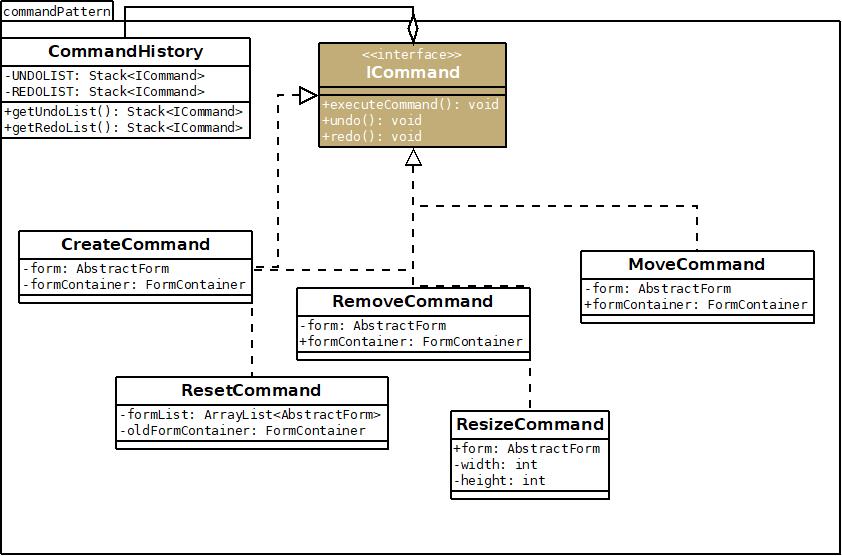 commandPattern
CommandHistory
-UNDOLIST: Stack<ICommand>
-REDOLIST: Stack<ICommand>
+getUndoList(): Stack<ICommand>
+getRedoList(): Stack<ICommand>
<<interface>>
ICommand
+executeCommand(): void
+undo(): void
+redo(): void
CreateCommand
-form: AbstractForm
-formContainer: FormContainer
MoveCommand
-form: AbstractForm
+formContainer: FormContainer
RemoveCommand
-form: AbstractForm
+formContainer: FormContainer
ResetCommand
-formList: ArrayList<AbstractForm>
-oldFormContainer: FormContainer
ResizeCommand
+form: AbstractForm
-width: int
-height: int